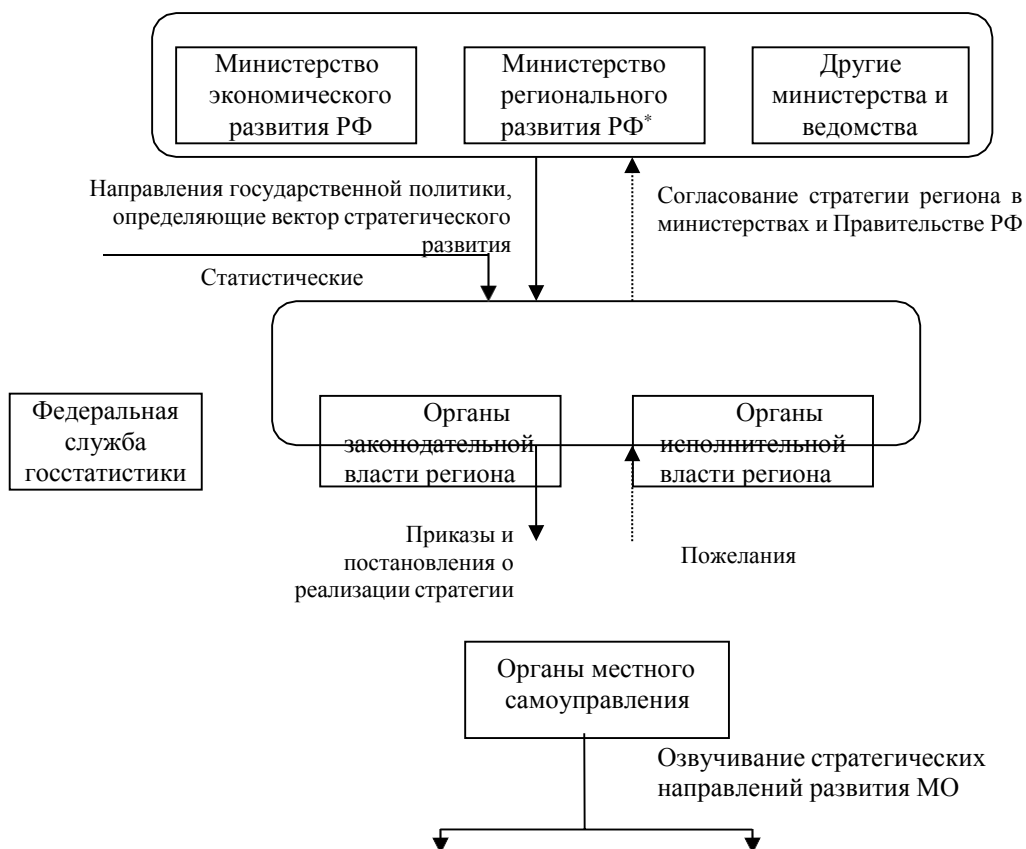 Министерство
экономического
развития РФ
Министерство
регионального
развития РФ*
Другие
министерства и
ведомства
Направления государственной политики,
определяющие вектор стратегического
развития
Согласование стратегии региона в
министерствах и Правительстве РФ
Статистические
Федеральная
служба
госстатистики
Органы
законодательной
власти региона
Органы
исполнительной
власти региона
Приказы и
постановления о
реализации стратегии
Пожелания
Органы местного
самоуправления
Озвучивание стратегических
направлений развития МО